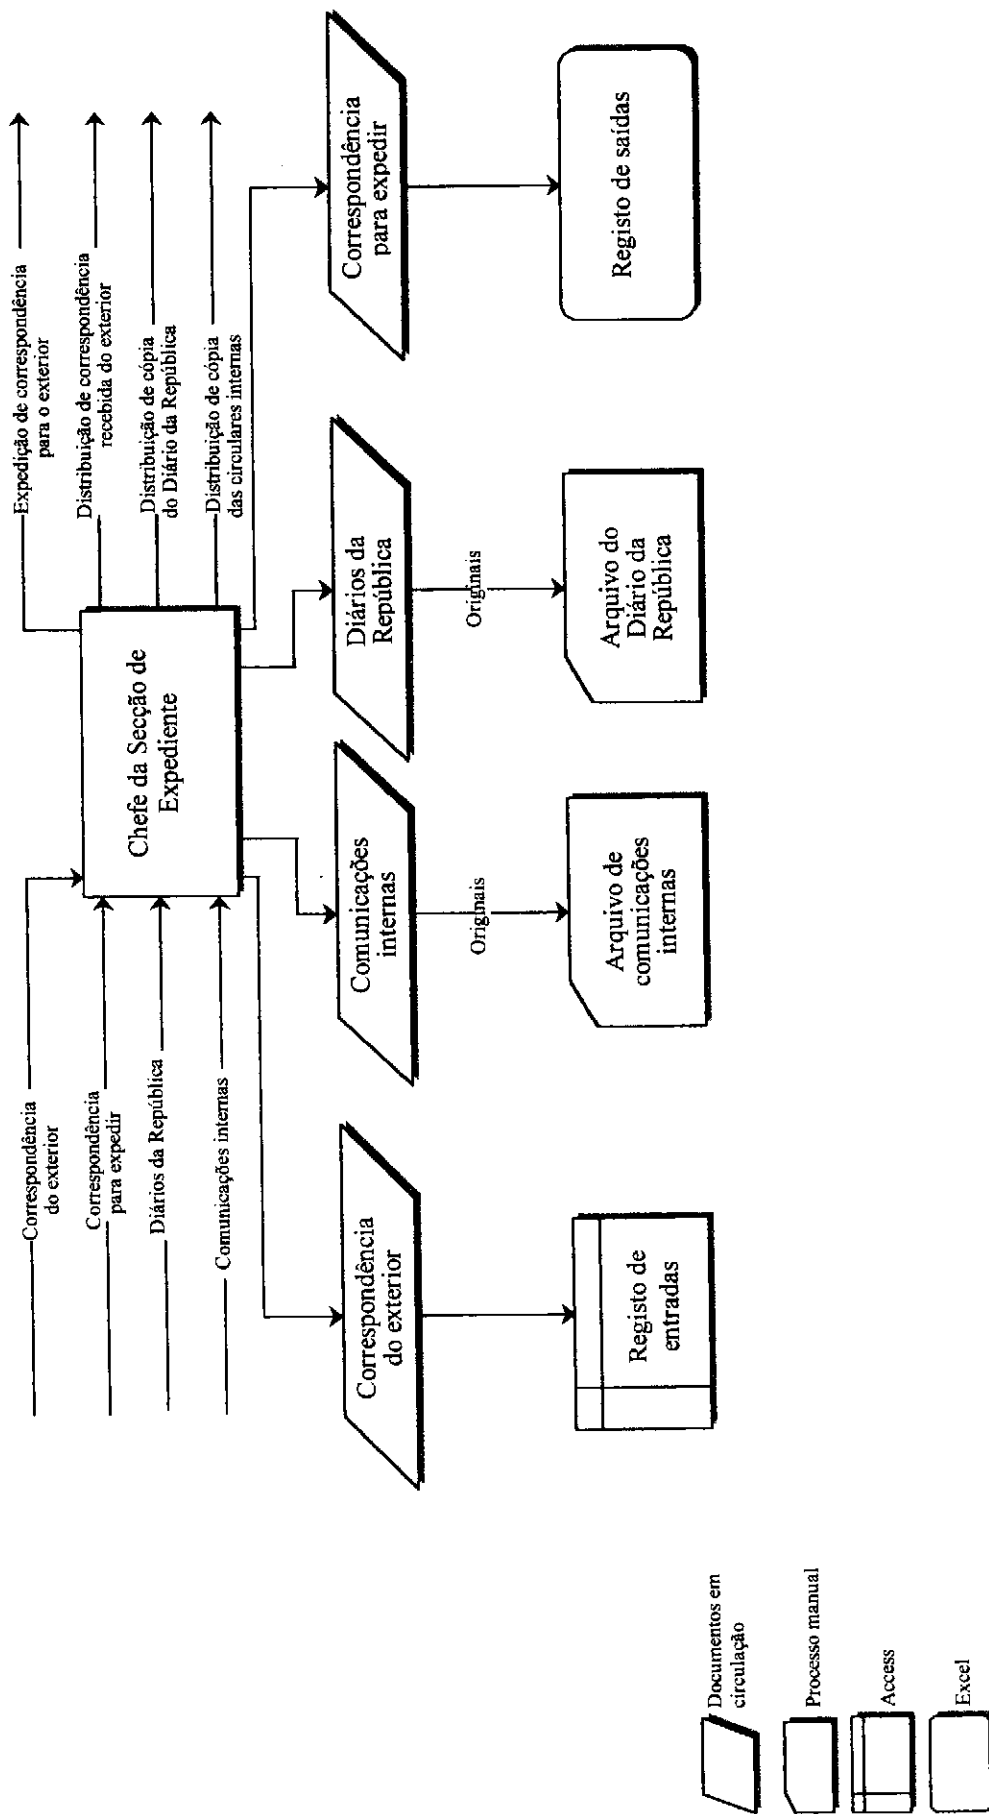 Correspondência
do exterior
Correspondência
para expedir
Diários da República
Comunicações internas
Chefe da Secção de
Expediente
Expedição de correspondência
para o exterior
Distribuição de correspondência
recebida do exterior
Distribuição de cópia
do Diário da República
Distribuição de cópia
das circulares internas
Correspondência
do exterior
Comunicações
internas
Diários da
República
Correspondência
para expedir
Originais
Originais
Registo de
entradas
Arquivo de
comunicações
internas
Arquivo do
Diário da
República
Registo de saídas
Documentos em
circulação
Processo manual
Access
Excel